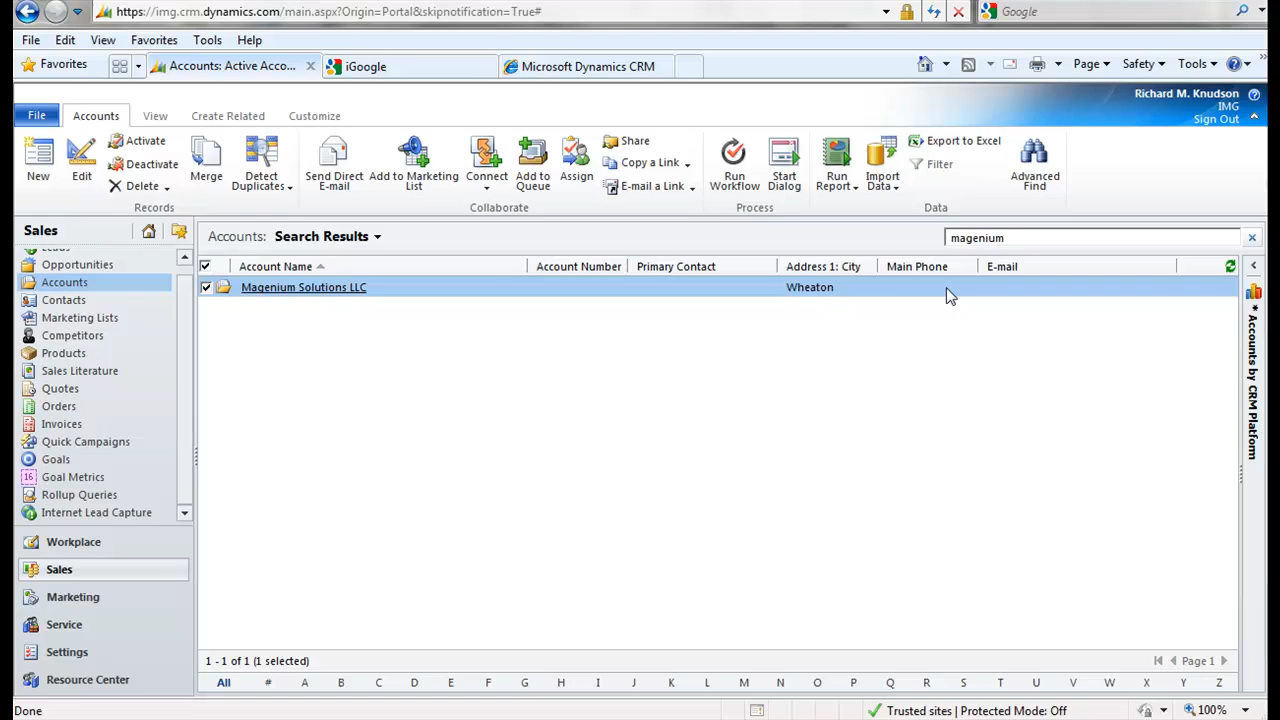 https://img.crm.dynamics.com/main.aspx?Origin=Portal&skipnotification=True#
Google
File Edit View Favorites Tools Help
Favorites
Accounts: Active Acco...
iGoogle
Microsoft Dynamics CRM
Page Safety Tools
File Accounts View Create Related Customize
Richard M. Knudson
IMG
Sign Out
New
Edit
Activate
Deactivate
Delete
Merge
Detect Duplicates
Records
Send Direct E-mail
Add to Marketing List
Connect
Add to Queue
Assign
Share
Copy a Link
E-mail a Link
Collaborate
Run Workflow
Start Dialog
Process
Run Report
Import Data
Export to Excel
Filter
Advanced Find
Data
Sales
Leads
Opportunities
Accounts
Contacts
Marketing Lists
Competitors
Products
Sales Literature
Quotes
Orders
Invoices
Quick Campaigns
Goals
16 Goal Metrics
Rollup Queries
Internet Lead Capture
Workplace
Sales
Marketing
Service
Settings
Resource Center
Accounts: Search Results
magenium
Account Name Account Number Primary Contact Address 1: City Main Phone E-mail
Magenium Solutions LLC Wheaton
* Accounts by CRM Platform
1 - 1 of 1 (1 selected)
Page 1
All # A B C D E F G H I J K L M N O P Q R S T U V W X Y Z
Done
Trusted sites | Protected Mode: Off
100%